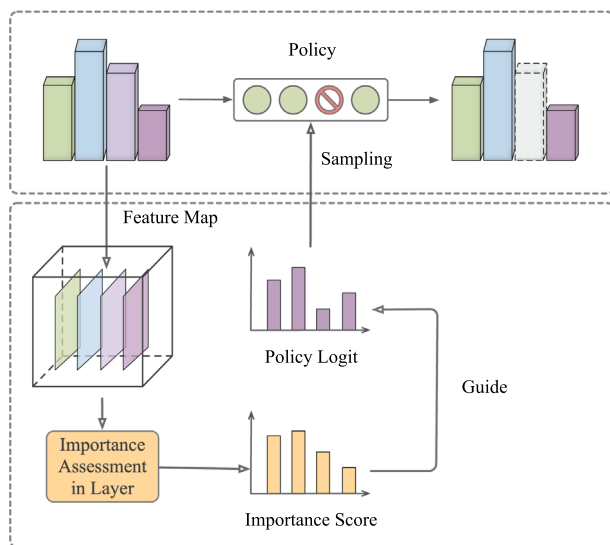 Policy
Sampling
Feature Map
Policy Logit
Guide
Importance
Assessment
in Layer
Importance Score